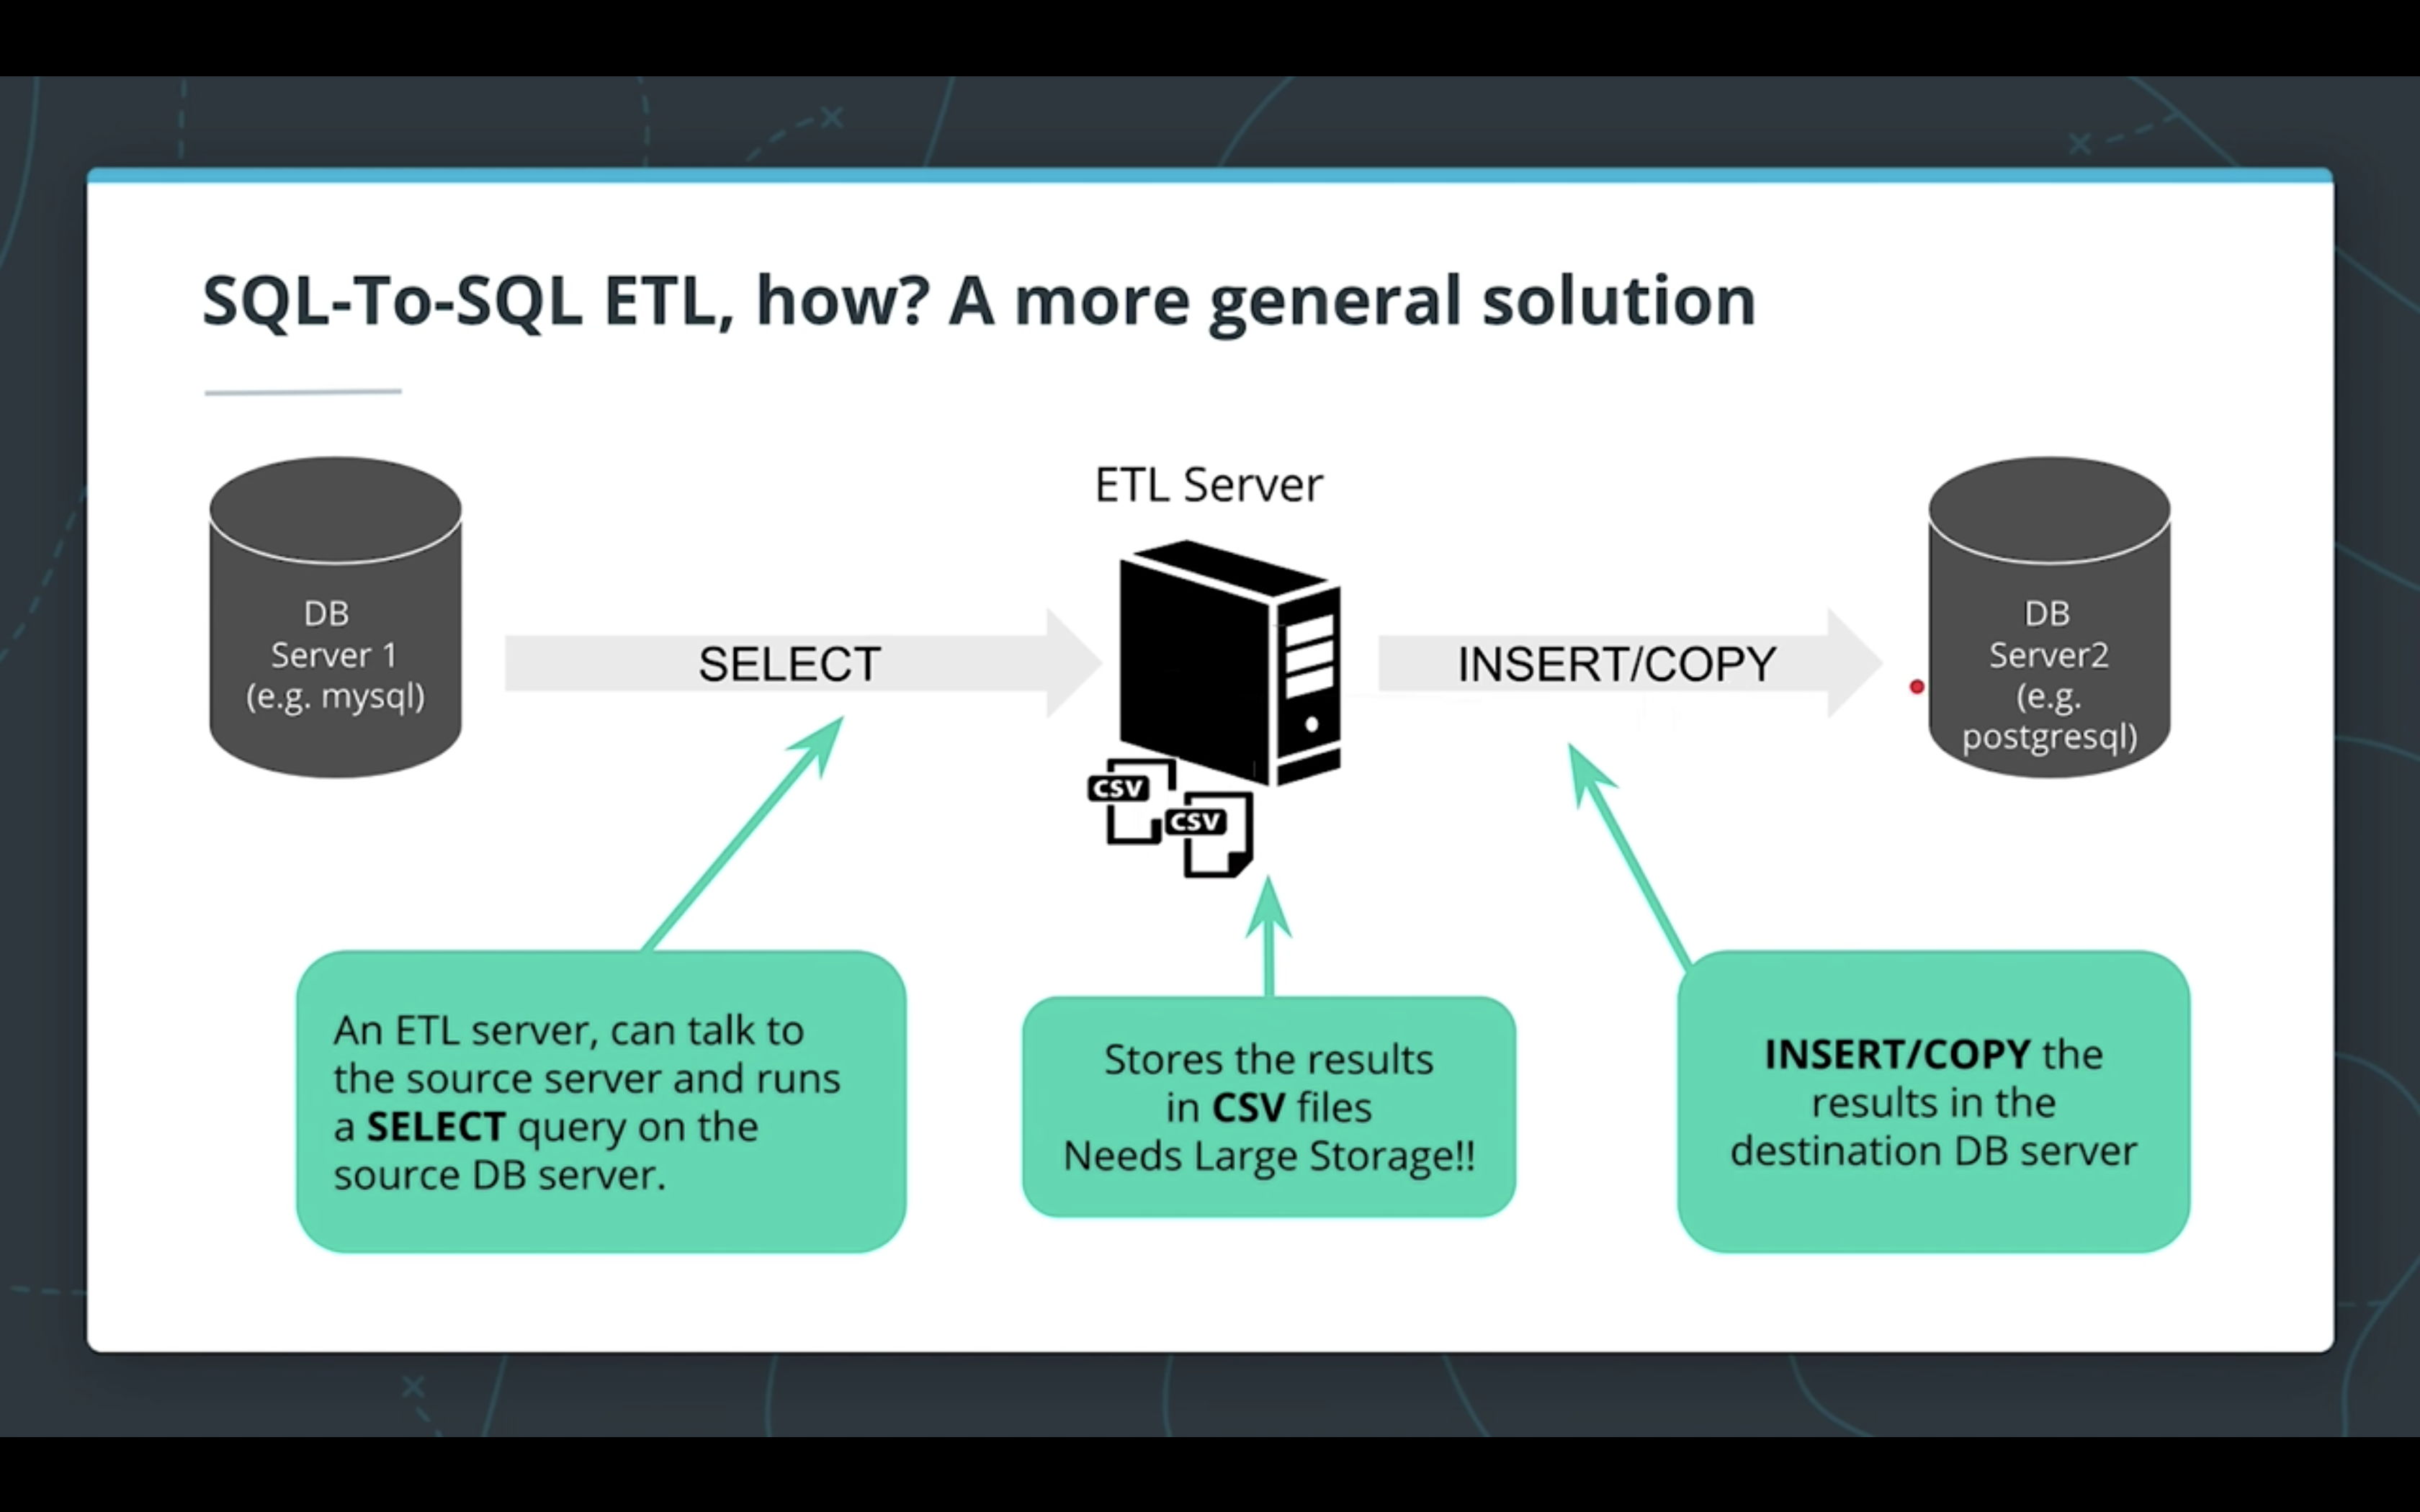 SQL-To-SQL ETL, how? A more general solution
ETL Server
DB
Server 1
(e.g. mysql)
SELECT
INSERT/COPY
DB
Server2
(e.g.
postgresql)
CSV
CSV
An ETL server, can talk to
the source server and runs
a SELECT query on the
source DB server.
Stores the results
in CSV files
Needs Large Storage!!
INSERT/COPY the
results in the
destination DB server